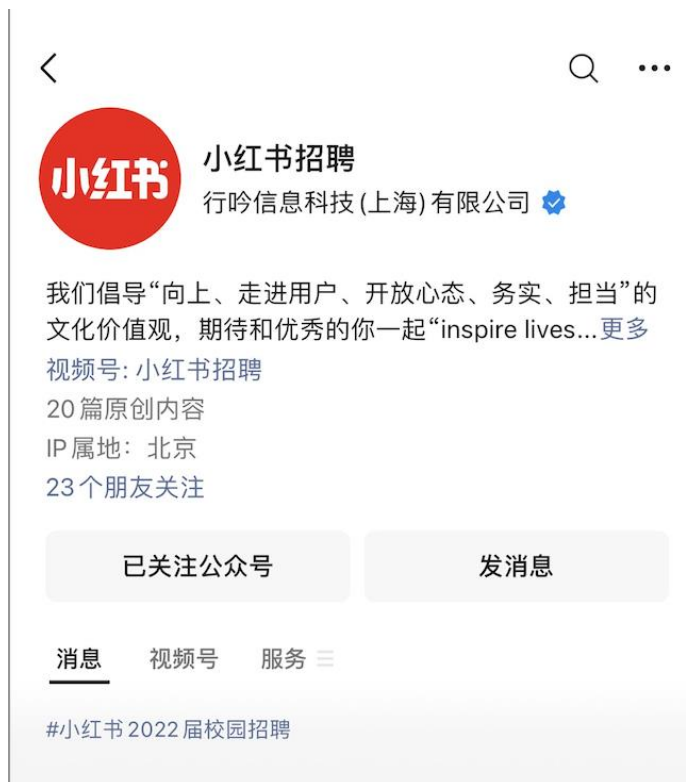 小红书
小红书招聘
行吟信息科技(上海)有限公司
我们倡导“向上、走进用户、开放心态、务实、担当”的
文化价值观，期待和优秀的你一起“inspire lives...更多
视频号: 小红书招聘
20篇原创内容
IP属地：北京
23个朋友关注
已关注公众号 发消息
消息 视频号 服务
#小红书2022届校园招聘